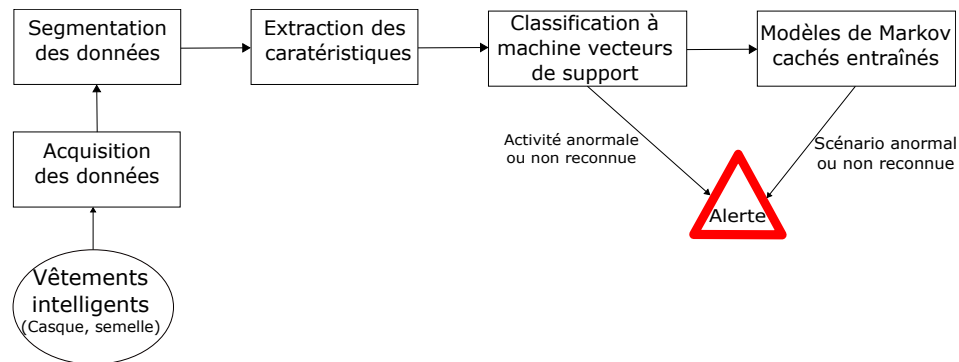 Segmentation
des données
Extraction des
caratéristiques
Classification à
machine vecteurs
de support
Modèles de Markov
cachés entraînés
Acquisition
des données
Activité anormale
ou non reconnue
Scénario anormal
ou non reconnue
Alerte
Vêtements
intelligents
(Casque, semelle)